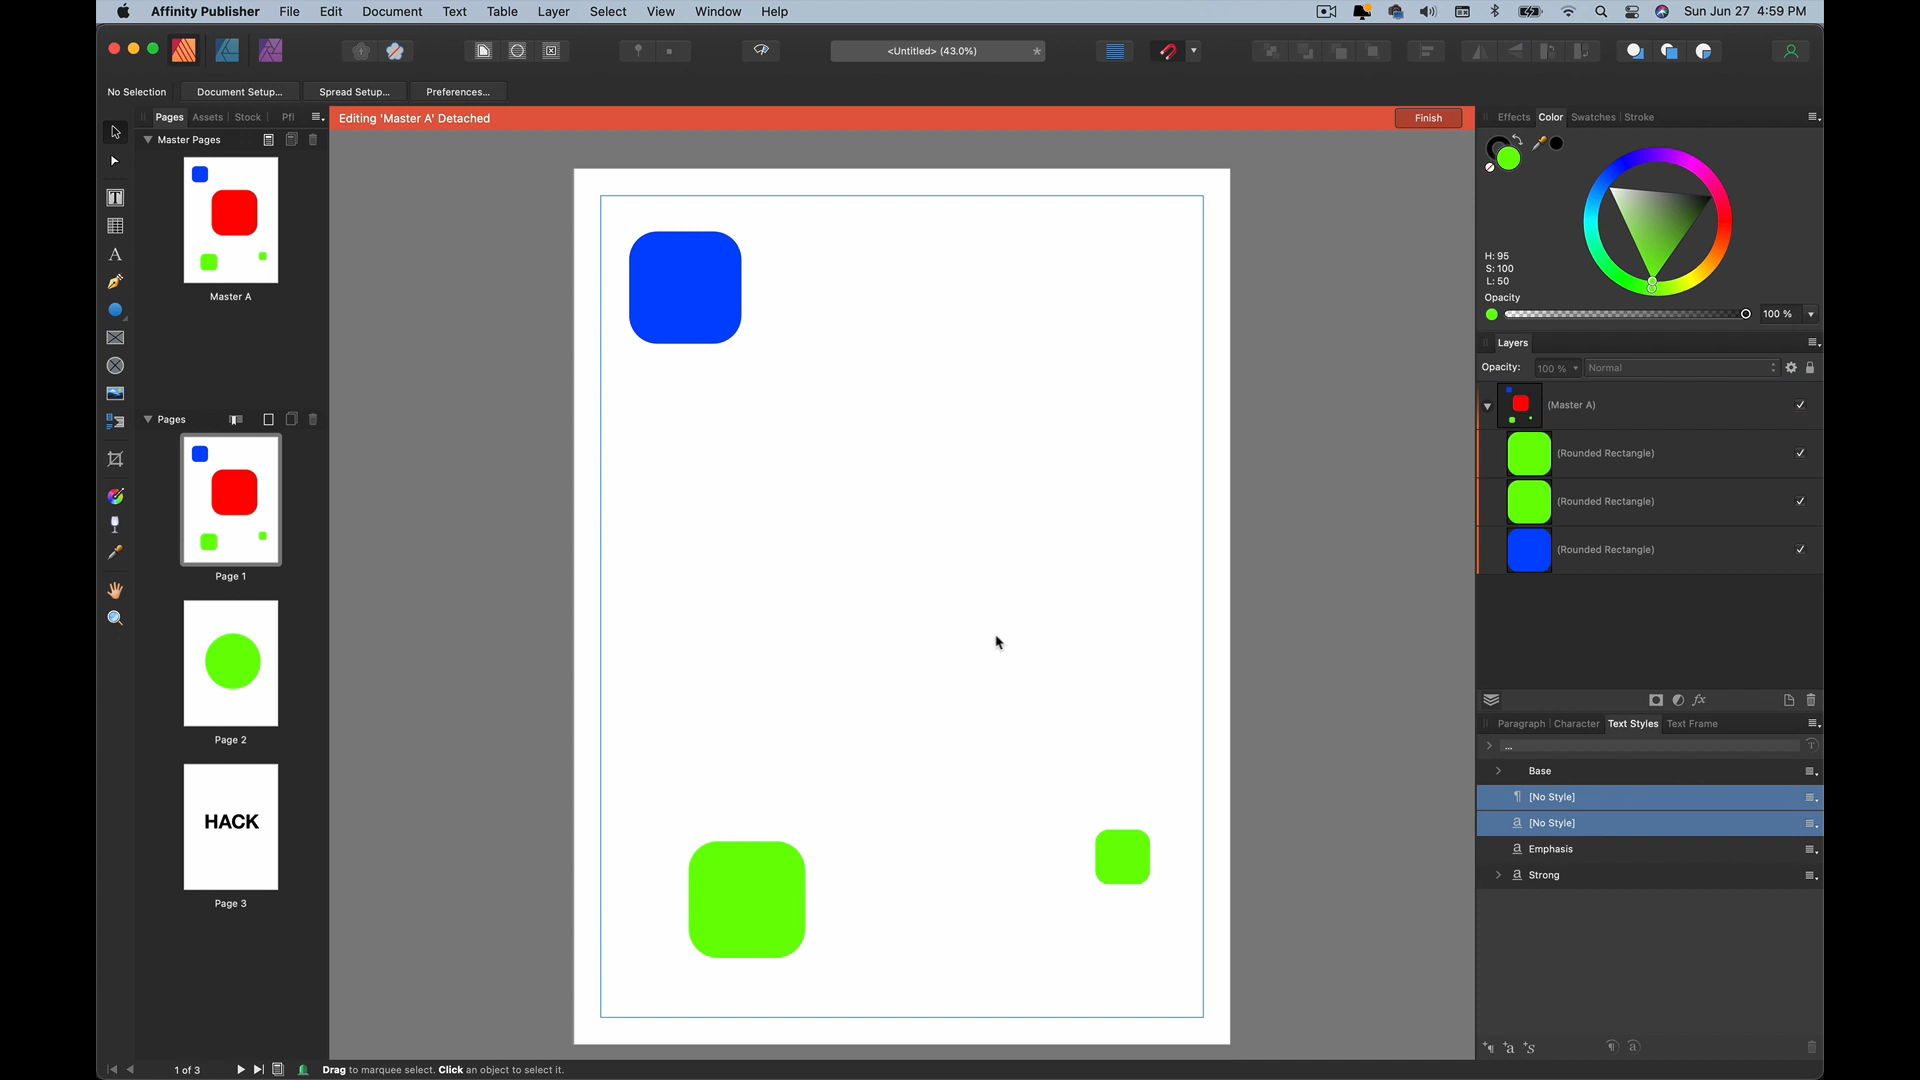 Affinity Publisher File Edit Document Text Table Layer Select View Window Help
Sun Jun 27 4:59 PM
<Untitled> (43.0%) *
No Selection Document Setup... Spread Setup... Preferences...
Pages Assets Stock Pfl
Editing 'Master A' Detached
Finish
Effects Color Swatches Stroke
Master Pages
Master A
H: 95
S: 100
L: 50
Opacity
100 %
Layers
Opacity: 100 % Normal
(Master A)
(Rounded Rectangle)
(Rounded Rectangle)
(Rounded Rectangle)
Pages
Page 1
Page 2
HACK
Page 3
Paragraph Character Text Styles Text Frame
...
Base
[No Style]
[No Style]
Emphasis
Strong
1 of 3
Drag to marquee select. Click an object to select it.